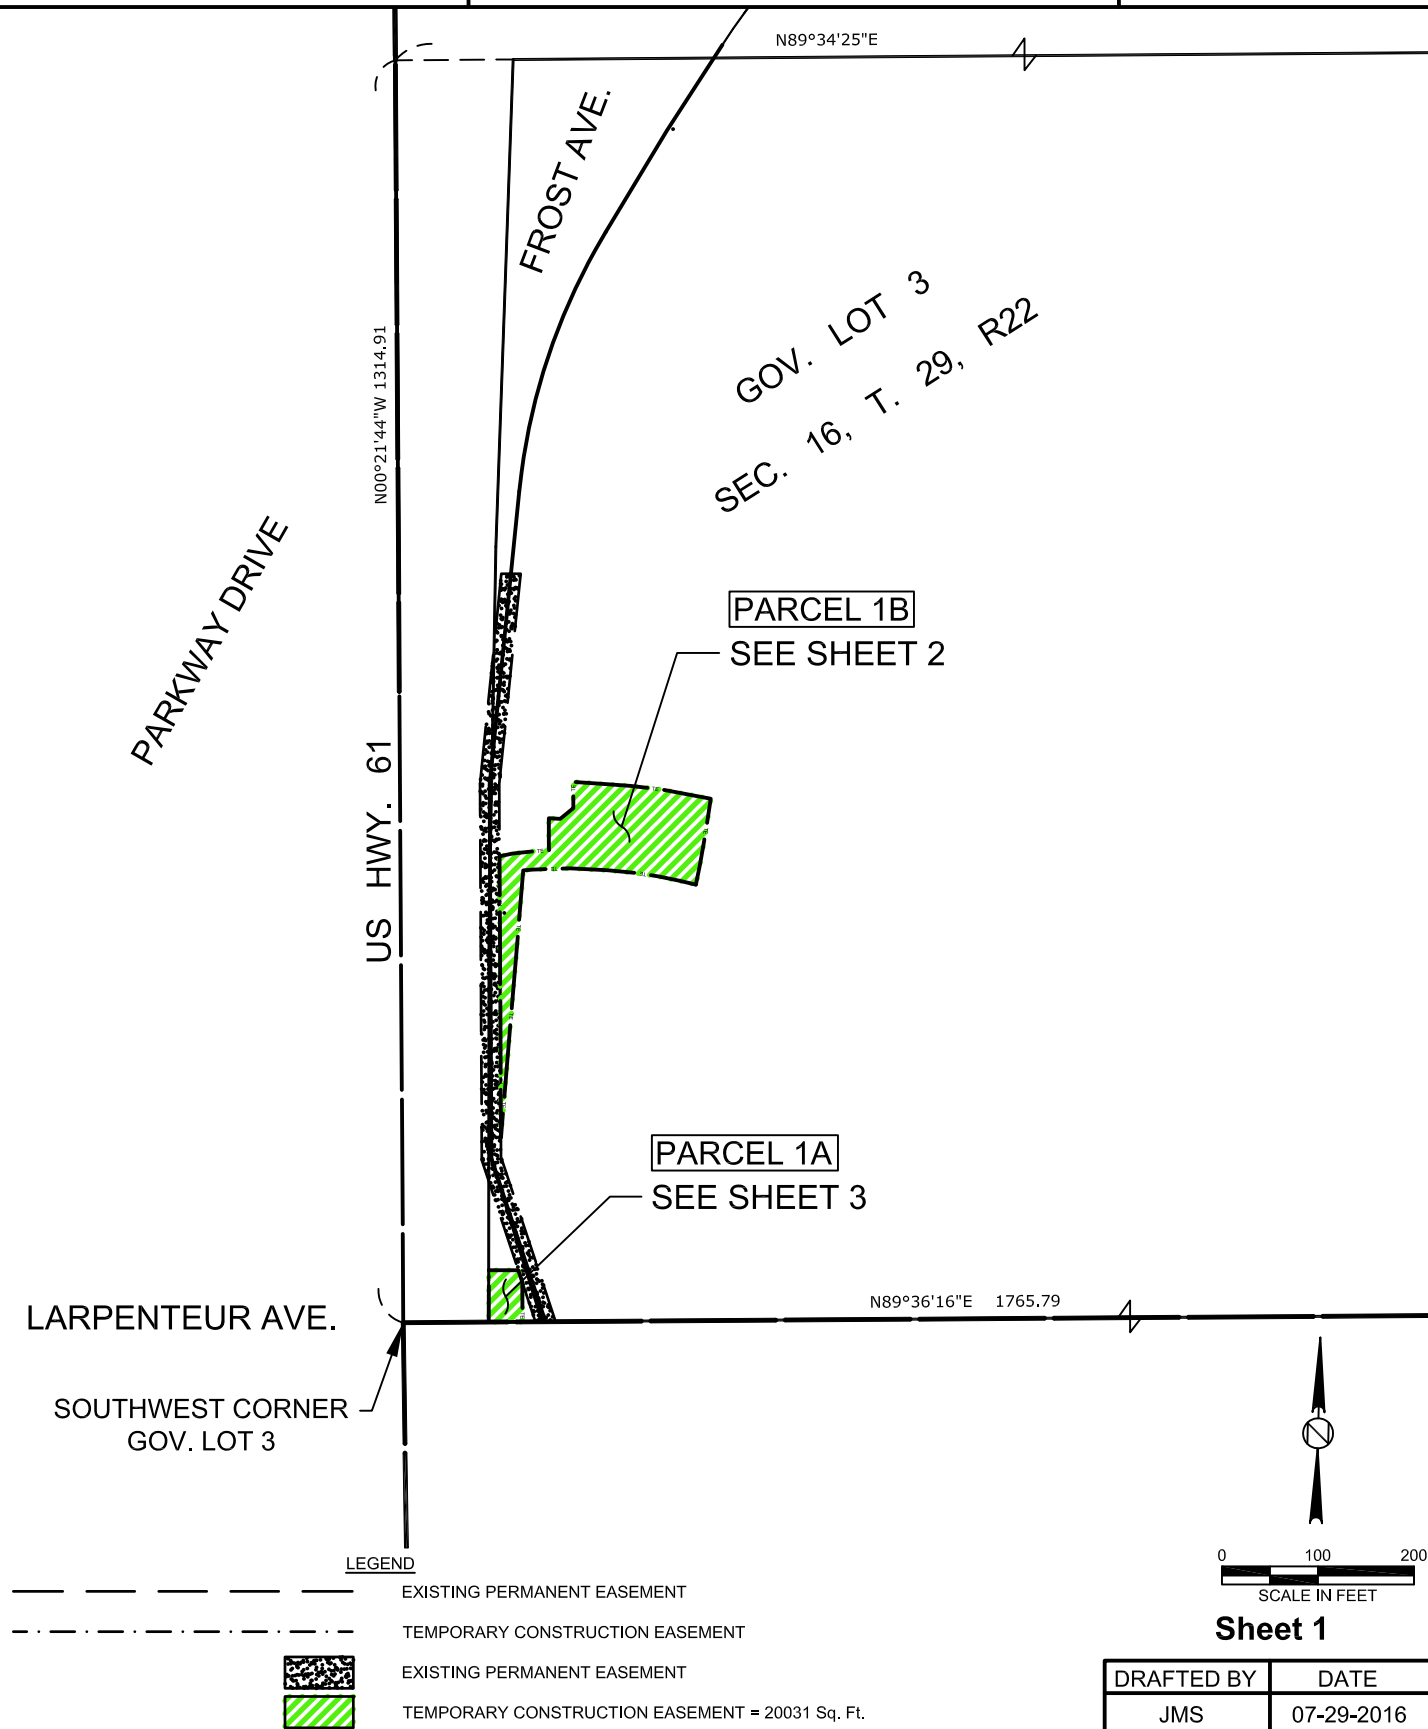 N89°34'25"E
FROST AVE.
N00°21'44"W 1314.91
GOV. LOT 3
SEC. 16, T. 29, R22
PARKWAY DRIVE
US HWY. 61
PARCEL 1B
SEE SHEET 2
PARCEL 1A
SEE SHEET 3
N89°36'16"E 1765.79
LARPENTEUR AVE.
SOUTHWEST CORNER
GOV. LOT 3
N
LEGEND
EXISTING PERMANENT EASEMENT
TEMPORARY CONSTRUCTION EASEMENT
EXISTING PERMANENT EASEMENT
TEMPORARY CONSTRUCTION EASEMENT = 20031 Sq. Ft.
0 100 200
SCALE IN FEET
Sheet 1
DRAFTED BY DATE
JMS 07-29-2016